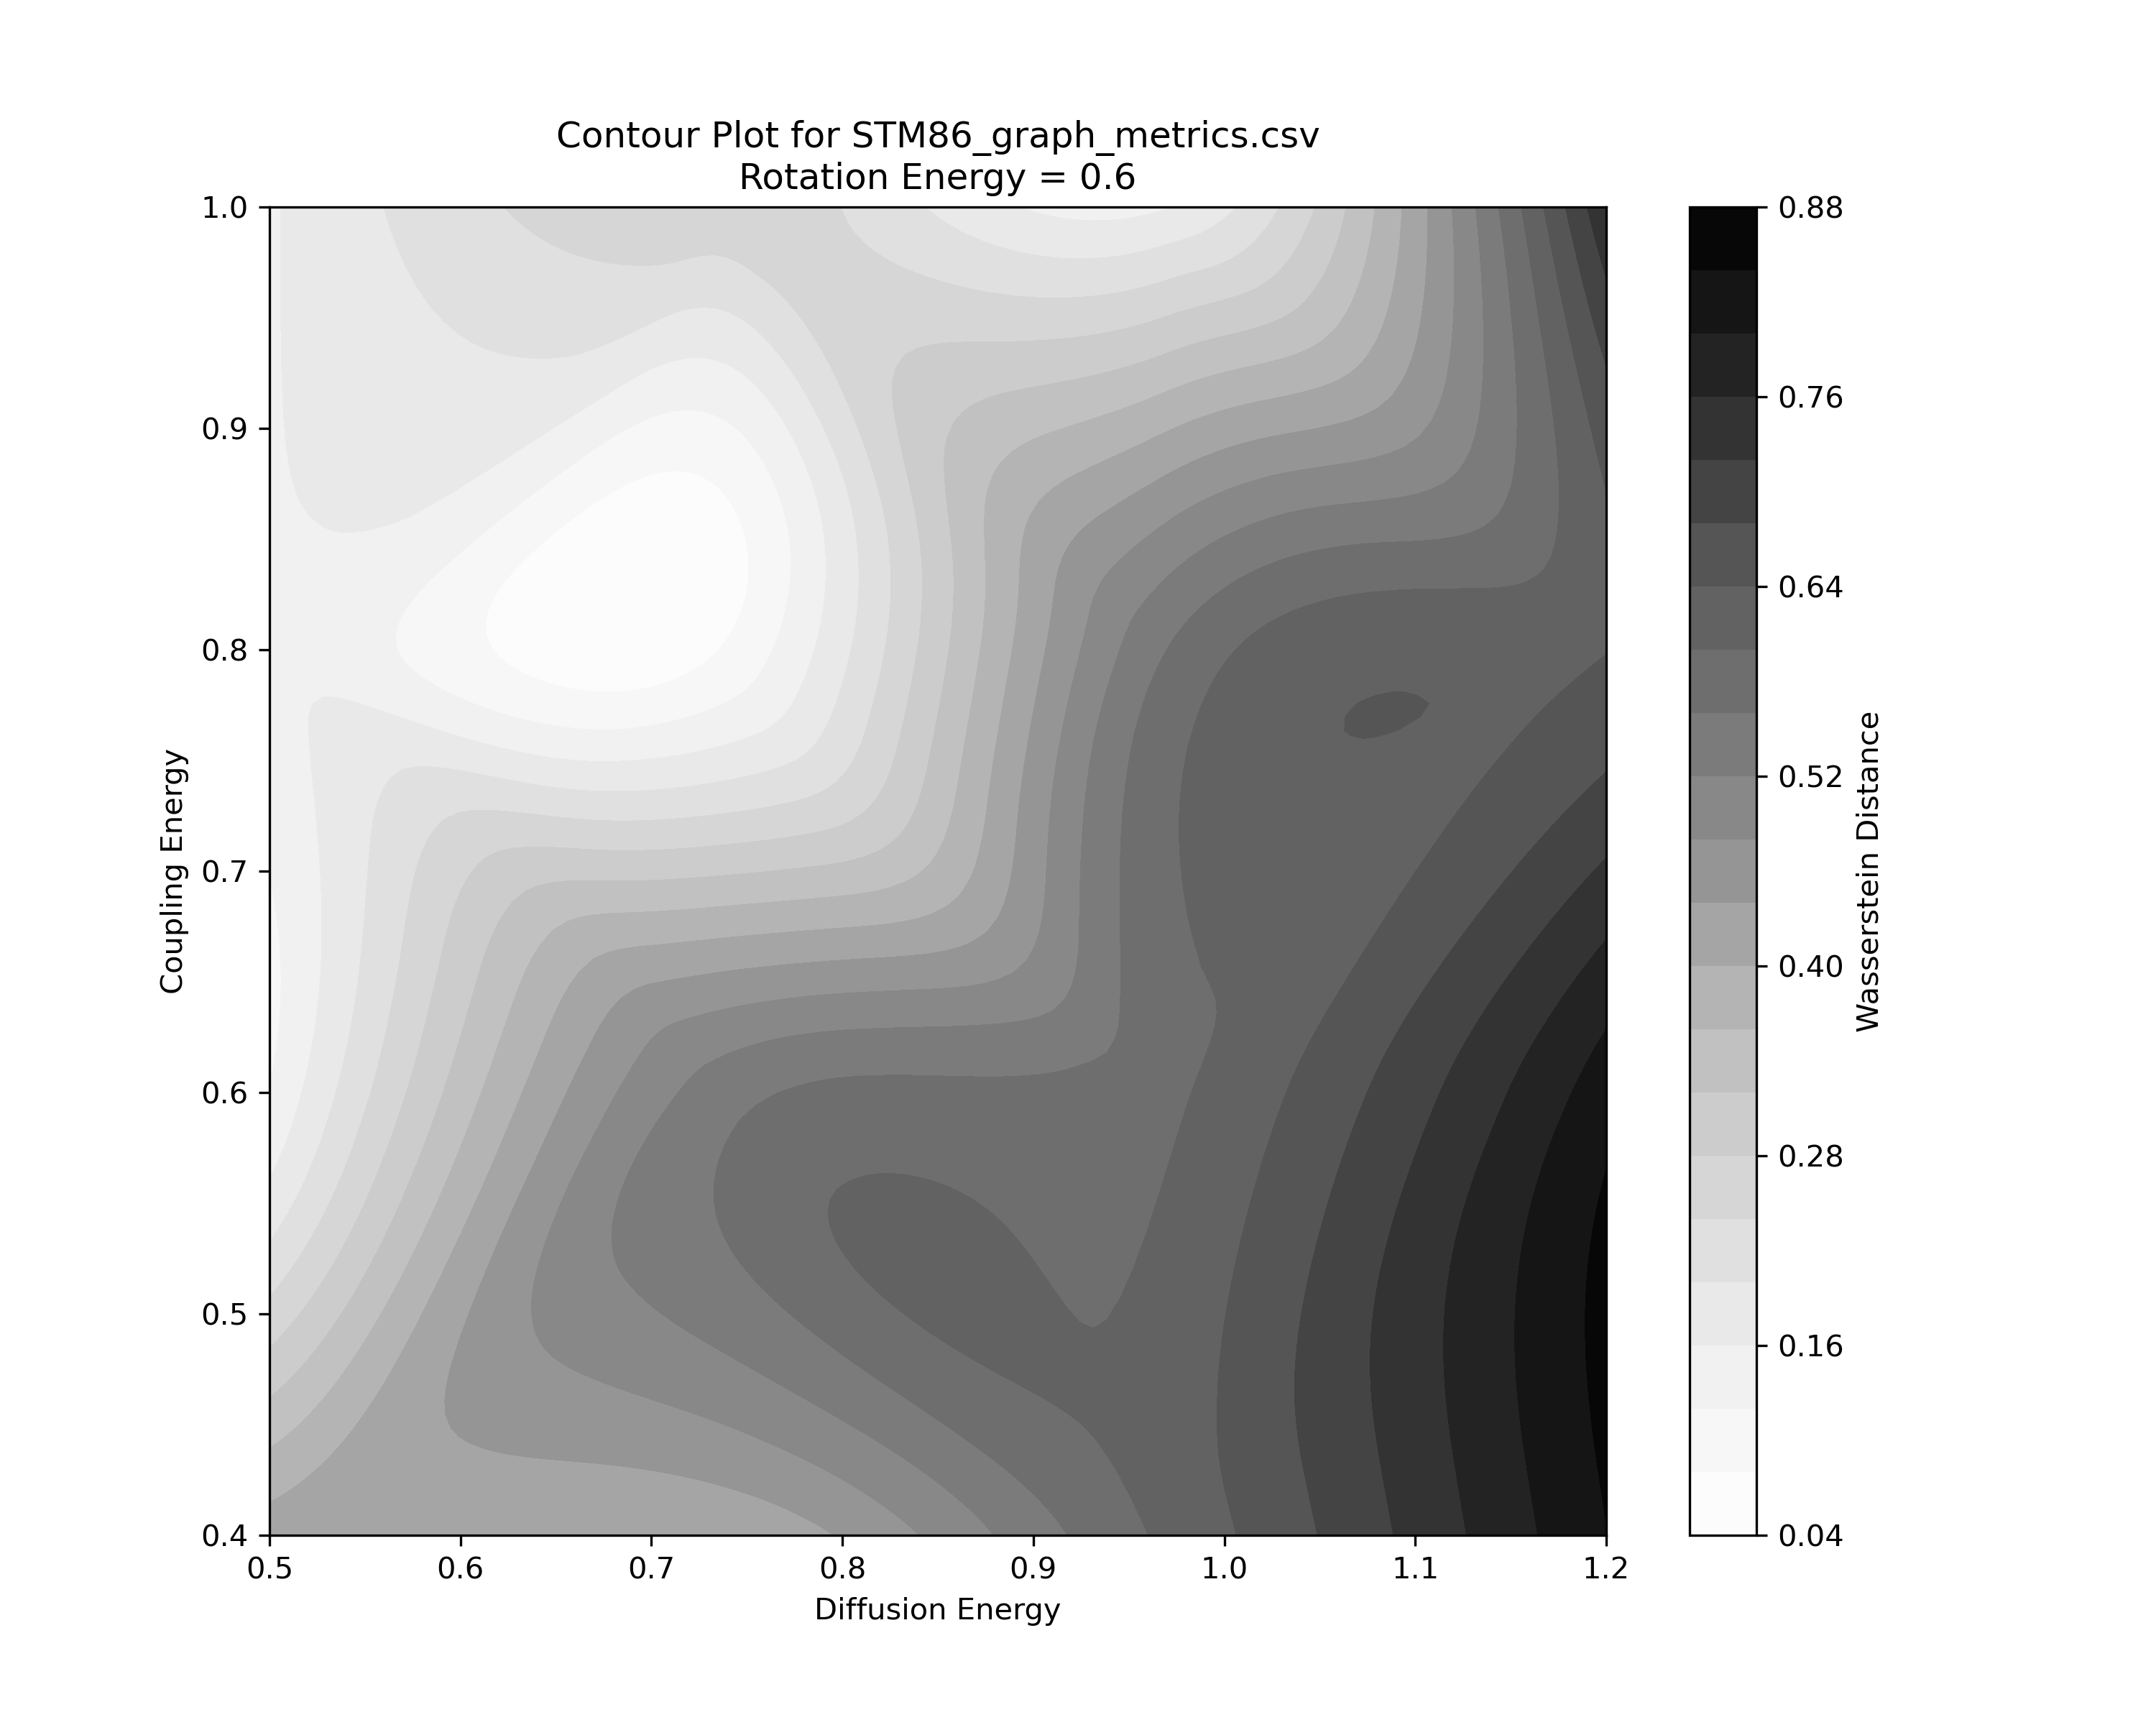 Contour Plot for STM86_graph_metrics.csv
Rotation Energy = 0.6
1.0
0.9
0.8
0.7
0.6
0.5
0.4
Coupling Energy
0.5 0.6 0.7 0.8 0.9 1.0 1.1 1.2
Diffusion Energy
0.88
0.76
0.64
0.52
0.40
0.28
0.16
0.04
Wasserstein Distance